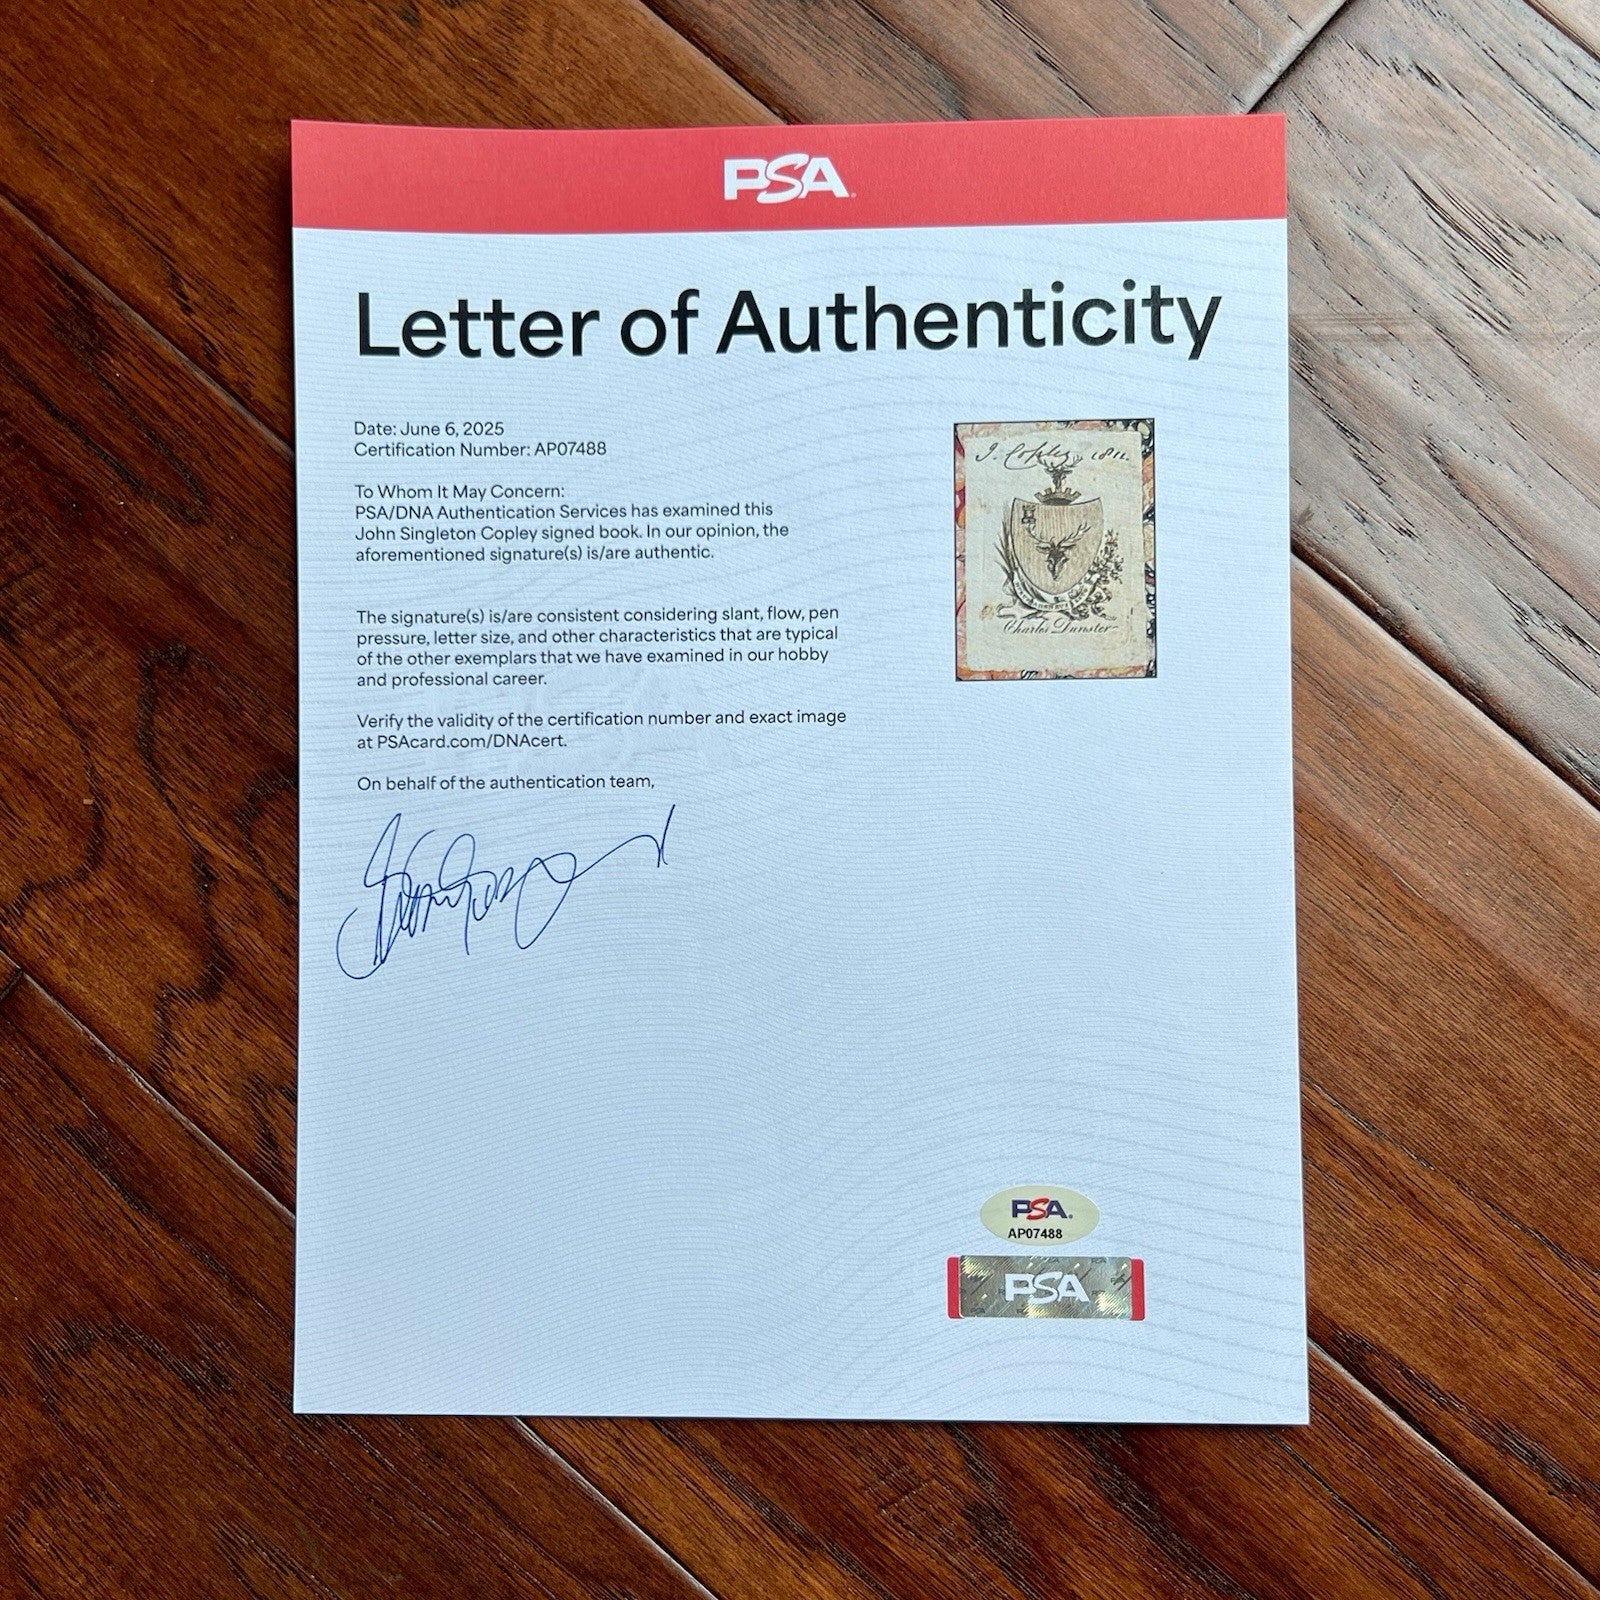 PSA
Letter of Authenticity
Date: June 6, 2025
Certification Number: AP07488
To Whom It May Concern:
PSA/DNA Authentication Services has examined this
John Singleton Copley signed book. In our opinion, the
aforementioned signature(s) is/are authentic.
The signature(s) is/are consistent considering slant, flow, pen
pressure, letter size, and other characteristics that are typical
of the other exemplars that we have examined in our hobby
and professional career.
Verify the validity of the certification number and exact image
at PSAcard.com/DNAcert.
On behalf of the authentication team,
J. Copley 1811.
Charles Dunster
PSA
AP07488
PSA